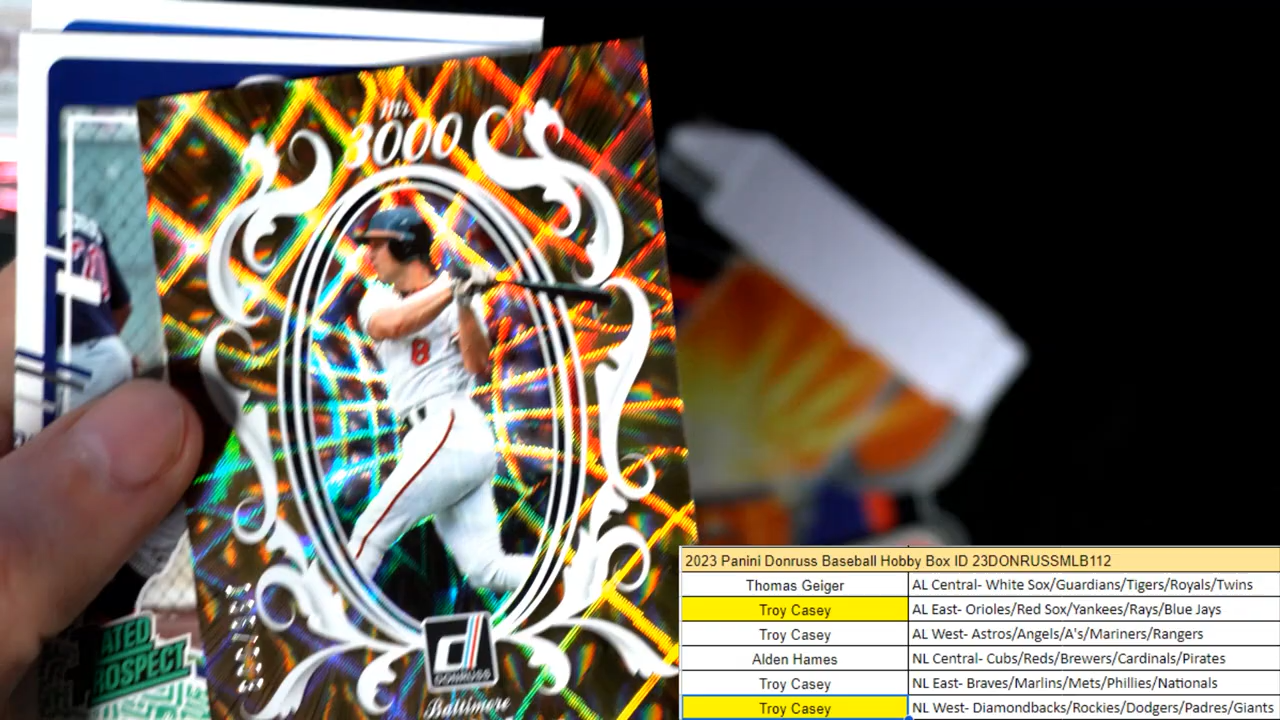 Mr.
3000
8
DONRUSS
Baltimore
RATED
PROSPECT
2023 Panini Donruss Baseball Hobby Box ID 23DONRUSSMLB112
Thomas Geiger AL Central- White Sox/Guardians/Tigers/Royals/Twins
Troy Casey AL East- Orioles/Red Sox/Yankees/Rays/Blue Jays
Troy Casey AL West- Astros/Angels/A's/Mariners/Rangers
Alden Hames NL Central- Cubs/Reds/Brewers/Cardinals/Pirates
Troy Casey NL East- Braves/Marlins/Mets/Phillies/Nationals
Troy Casey NL West- Diamondbacks/Rockies/Dodgers/Padres/Giants